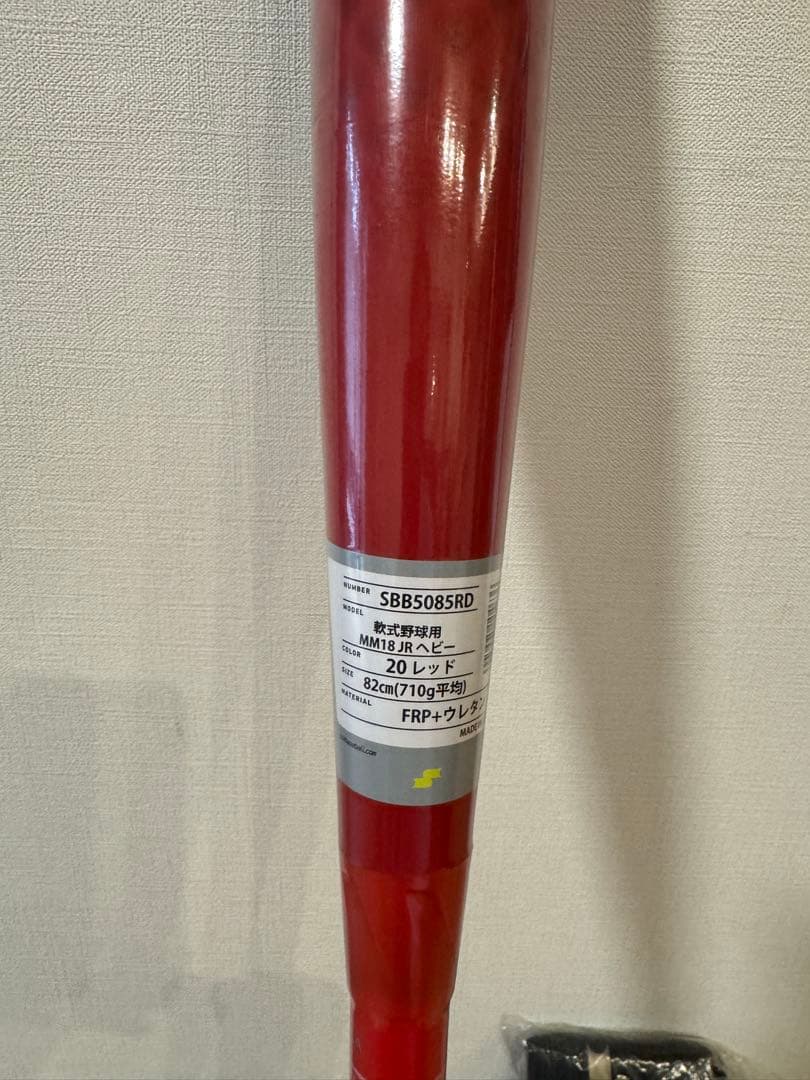 NUMBER SBB5085RD
MODEL
軟式野球用
MM18 JR ヘビー
COLOR 20 レッド
SIZE 82cm(710g平均)
MATERIAL FRP+ウレタン
MADE